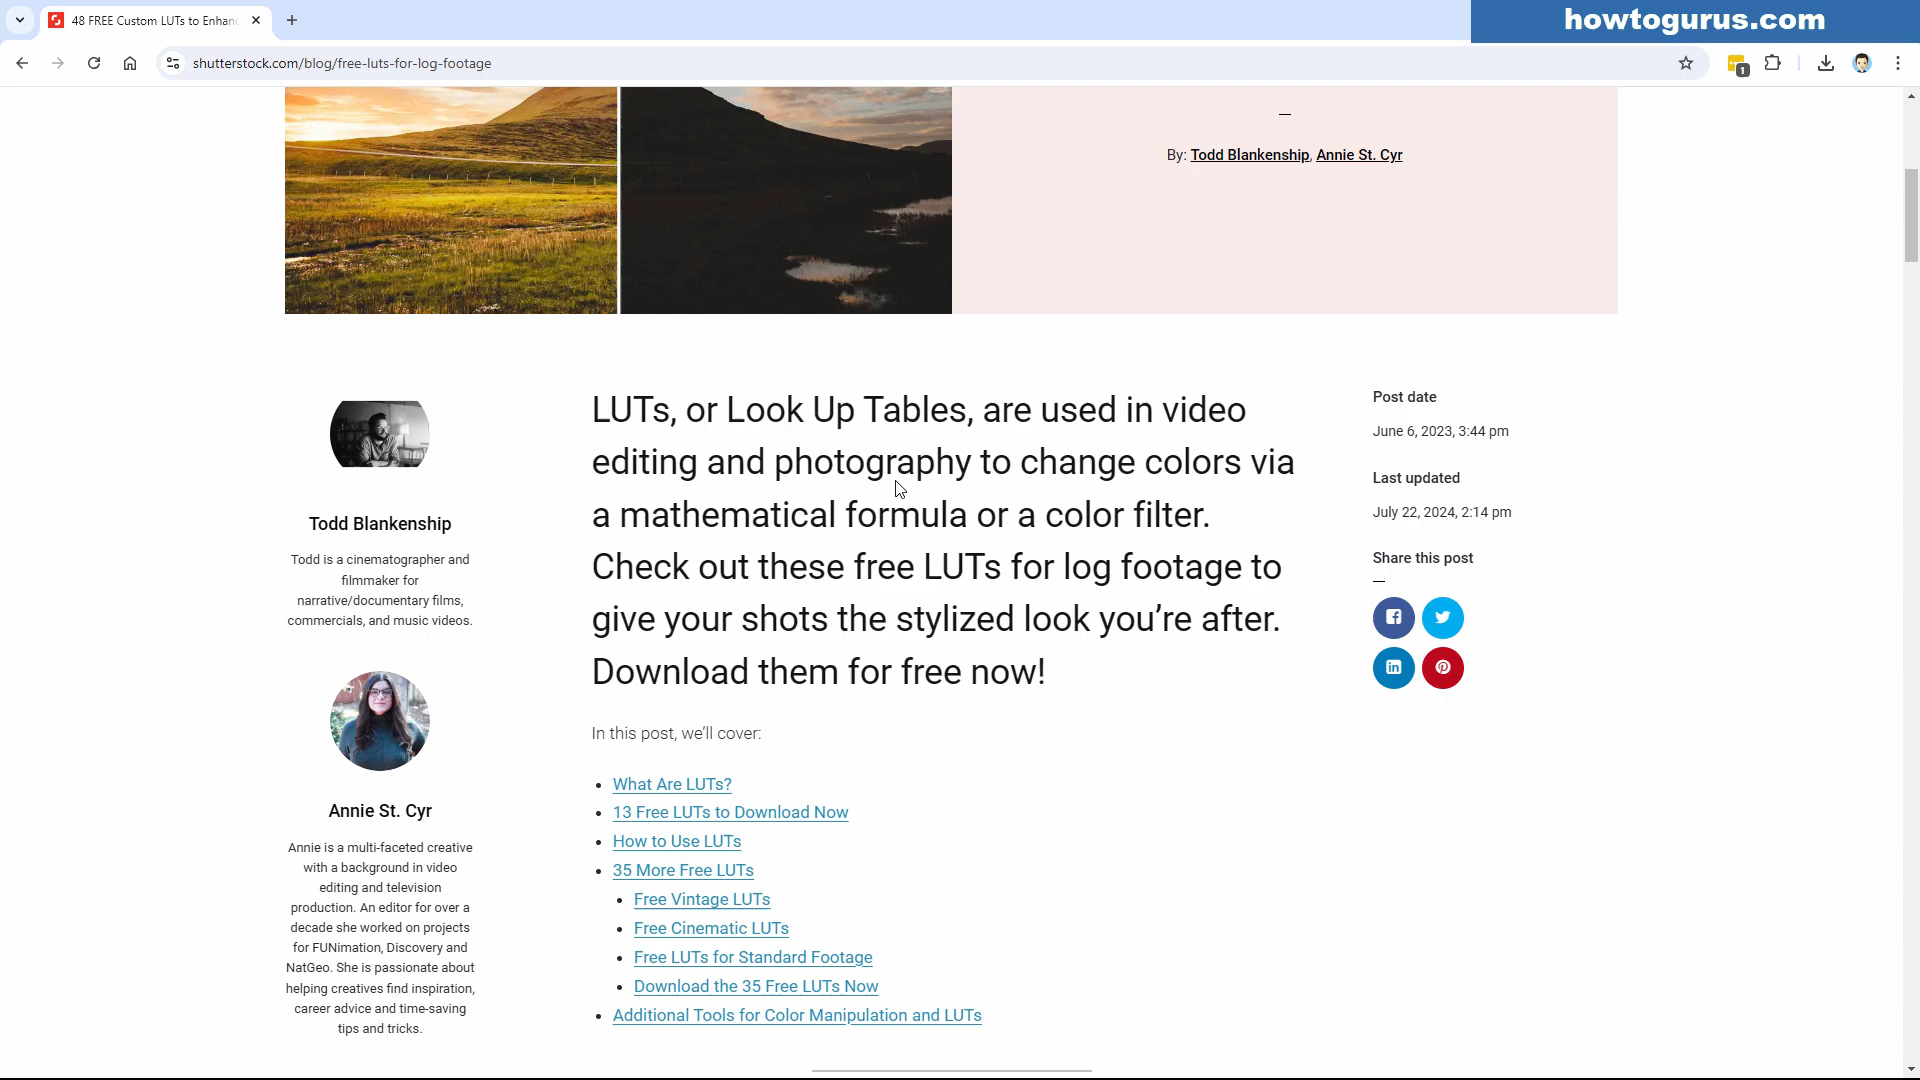 48 FREE Custom LUTs to Enhanc
howtogurus.com
shutterstock.com/blog/free-luts-for-log-footage
1
By: Todd Blankenship, Annie St. Cyr
Todd Blankenship
Todd is a cinematographer and
filmmaker for
narrative/documentary films,
commercials, and music videos.
Annie St. Cyr
Annie is a multi-faceted creative
with a background in video
editing and television
production. An editor for over a
decade she worked on projects
for FUNimation, Discovery and
NatGeo. She is passionate about
helping creatives find inspiration,
career advice and time-saving
tips and tricks.
LUTs, or Look Up Tables, are used in video
editing and photography to change colors via
a mathematical formula or a color filter.
Check out these free LUTs for log footage to
give your shots the stylized look you’re after.
Download them for free now!
In this post, we’ll cover:
What Are LUTs?
13 Free LUTs to Download Now
How to Use LUTs
35 More Free LUTs
Free Vintage LUTs
Free Cinematic LUTs
Free LUTs for Standard Footage
Download the 35 Free LUTs Now
Additional Tools for Color Manipulation and LUTs
Post date
June 6, 2023, 3:44 pm
Last updated
July 22, 2024, 2:14 pm
Share this post